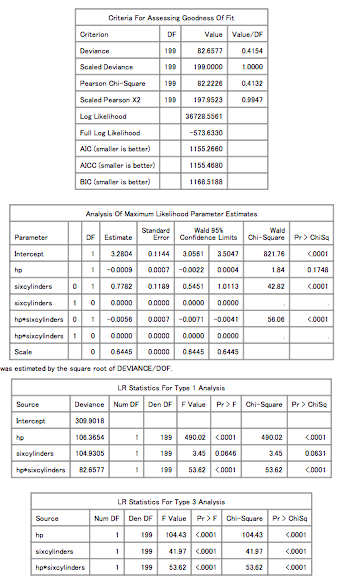 Criteria For Assessing Goodness Of Fit
Criterion DF Value Value/DF
Deviance 199 82.6577 0.4154
Scaled Deviance 199 199.0000 1.0000
Pearson Chi-Square 199 82.2226 0.4132
Scaled Pearson X2 199 197.9523 0.9947
Log Likelihood 36728.5561
Full Log Likelihood -573.6330
AIC (smaller is better) 1155.2660
AICC (smaller is better) 1155.4680
BIC (smaller is better) 1168.5188
Analysis Of Maximum Likelihood Parameter Estimates
Parameter DF Estimate Standard Error Wald 95% Confidence Limits Wald Chi-Square Pr > ChiSq
Intercept 1 3.2804 0.1144 3.0561 3.5047 821.76 <.0001
hp 1 -0.0009 0.0007 -0.0022 0.0004 1.84 0.1748
sixcylinders 0 1 0.7782 0.1189 0.5451 1.0113 42.82 <.0001
sixcylinders 1 0 0.0000 0.0000 0.0000 0.0000 . .
hp*sixcylinders 0 1 -0.0056 0.0007 -0.0071 -0.0041 56.06 <.0001
hp*sixcylinders 1 0 0.0000 0.0000 0.0000 0.0000 . .
Scale 0 0.6445 0.0000 0.6445 0.6445
was estimated by the square root of DEVIANCE/DOF.
LR Statistics For Type 1 Analysis
Source Deviance Num DF Den DF F Value Pr > F Chi-Square Pr > ChiSq
Intercept 309.9018
hp 106.3654 1 199 490.02 <.0001 490.02 <.0001
sixcylinders 104.9305 1 199 3.45 0.0646 3.45 0.0631
hp*sixcylinders 82.6577 1 199 53.62 <.0001 53.62 <.0001
LR Statistics For Type 3 Analysis
Source Num DF Den DF F Value Pr > F Chi-Square Pr > ChiSq
hp 1 199 104.43 <.0001 104.43 <.0001
sixcylinders 1 199 41.97 <.0001 41.97 <.0001
hp*sixcylinders 1 199 53.62 <.0001 53.62 <.0001